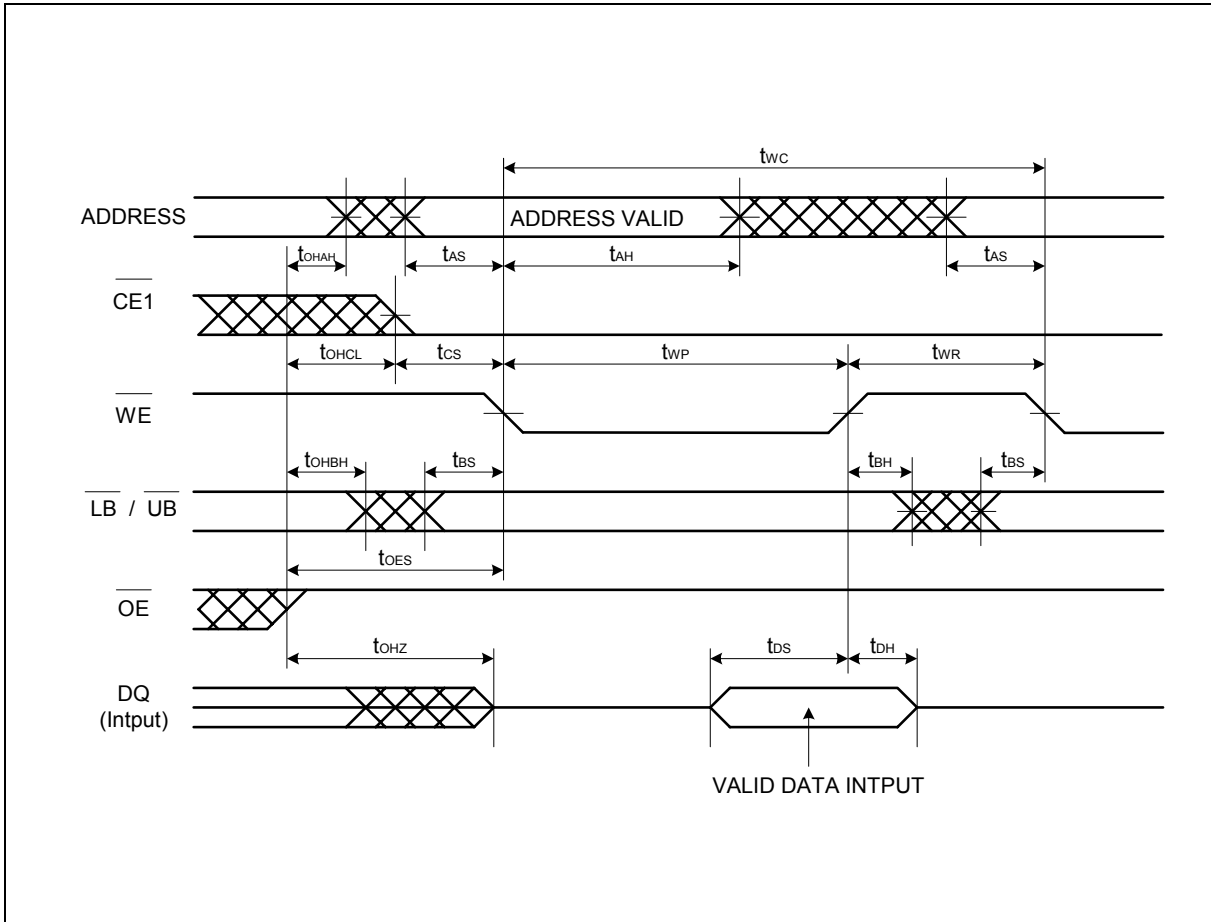 tWC
ADDRESS
ADDRESS VALID
tOHAH
tAS
tAH
tAS
CE1
tOHCL
tCS
tWP
tWR
WE
tOHBH
tBS
tBH
tBS
LB / UB
tOES
OE
tOHZ
tDS
tDH
DQ
(Intput)
VALID DATA INTPUT